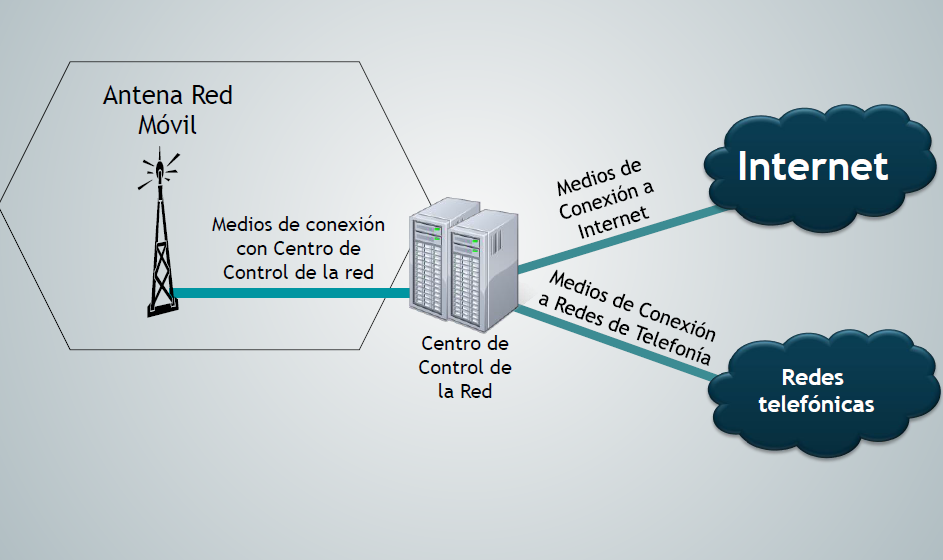 Antena Red
Móvil
Medios de conexión
con Centro de
Control de la red
Centro de
Control de
la Red
Medios de
Conexión a
Internet
Medios de Conexión
a Redes de Telefonía
Internet
Redes
telefónicas